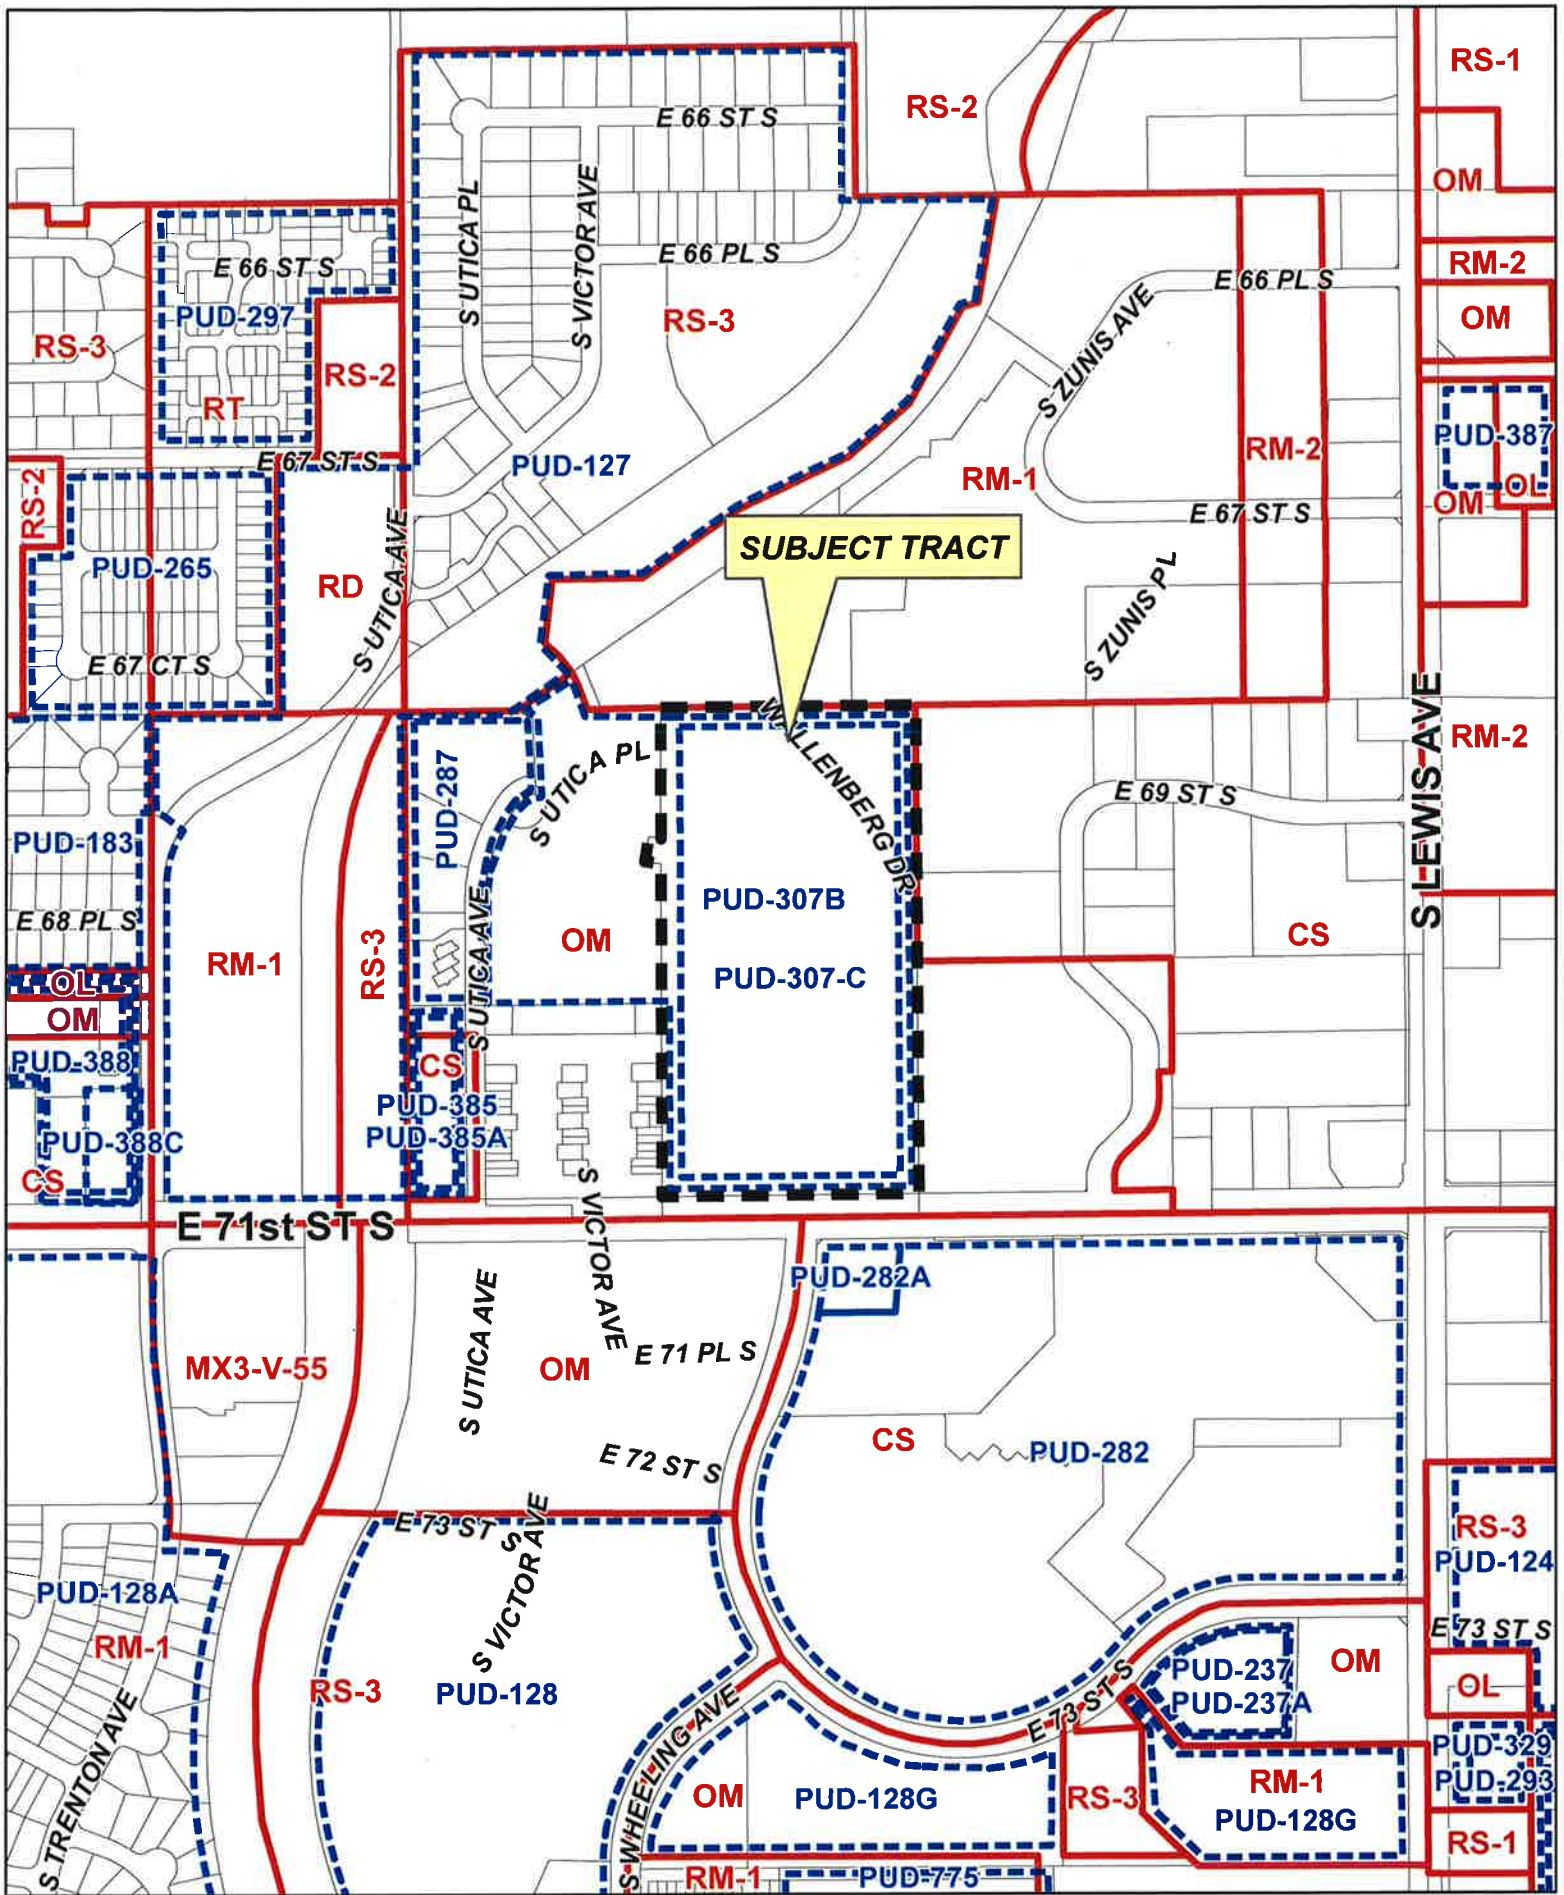 RS-1
RS-2
E 66 ST S
OM
S UTICA PL
S VICTOR AVE
E 66 PL S
E 66 ST S
RM-2
E 66 PL S
PUD-297
RS-3
OM
RS-3
RS-2
S ZUNIS AVE
RT
PUD-387
E 67 ST S
PUD-127
RM-2
RM-1
OL
OM
RS-2
E 67 ST S
SUBJECT TRACT
PUD-265
RD
S UTICA AVE
S ZUNIS PL
E 67 CT S
S LEWIS AVE
WALLENBERG DR
RM-2
S UTICA PL
PUD-287
E 69 ST S
PUD-183
PUD-307B
E 68 PL S
OM
CS
RM-1
RS-3
PUD-307-C
S UTICA AVE
OL
OM
PUD-388
CS
PUD-385
PUD-385A
PUD-388C
CS
S VICTOR AVE
E 71st ST S
PUD-282A
S UTICA AVE
E 71 PL S
MX3-V-55
OM
CS
PUD-282
E 72 ST S
E 73 ST S
S VICTOR AVE
RS-3
PUD-124
PUD-128A
E 73 ST S
RM-1
PUD-237
PUD-237A
OM
OL
RS-3
PUD-128
E 73 ST S
S WHEELING AVE
S TRENTON AVE
PUD-329
PUD-293
RM-1
OM
PUD-128G
RS-3
PUD-128G
RS-1
RM-1
PUD-775